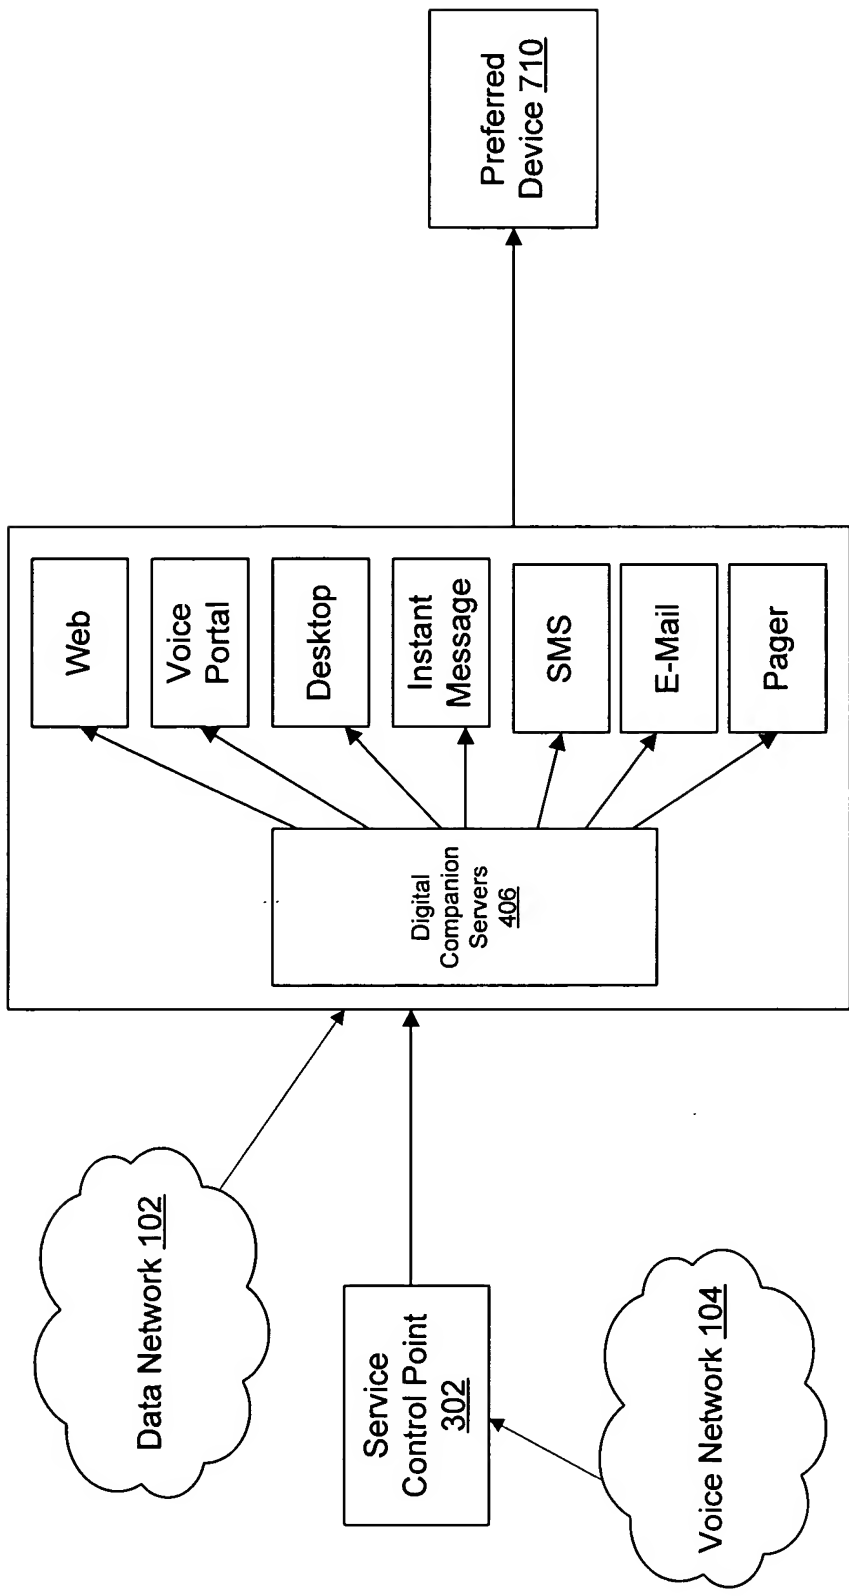 Data Network 102
Service
Control Point
302
Voice Network 104
Digital
Companion
Servers
406
Web
Voice
Portal
Desktop
Instant
Message
SMS
E-Mail
Pager
Preferred
Device 710